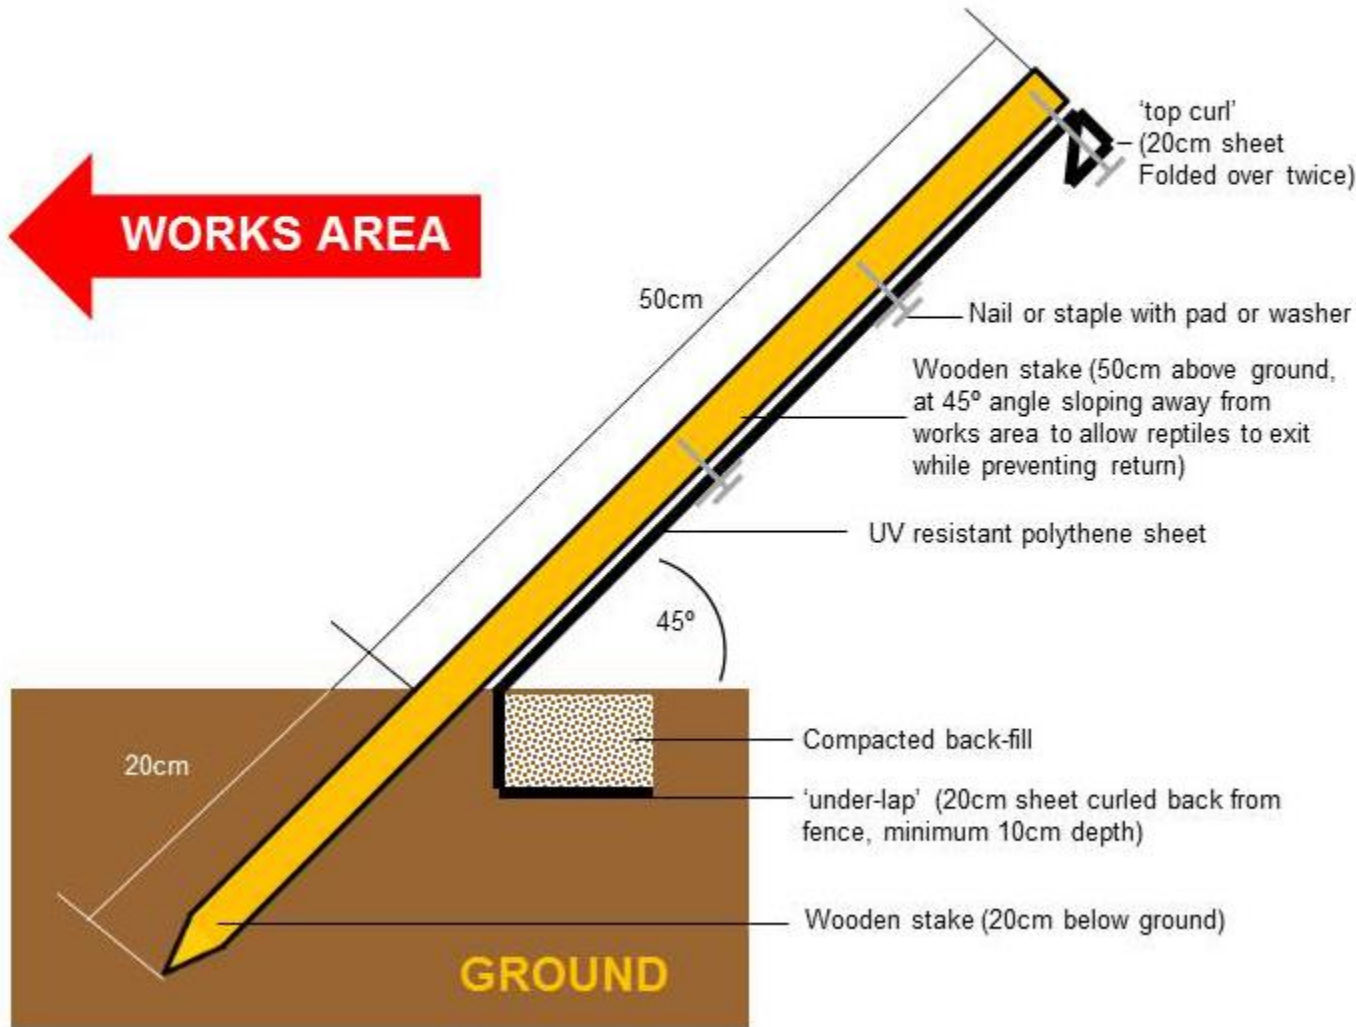 'top curl'
(20cm sheet
Folded over twice)
WORKS AREA
50cm
Nail or staple with pad or washer
Wooden stake (50cm above ground,
at 45º angle sloping away from
works area to allow reptiles to exit
while preventing return)
UV resistant polythene sheet
45º
Compacted back-fill
20cm
'under-lap' (20cm sheet curled back from
fence, minimum 10cm depth)
Wooden stake (20cm below ground)
GROUND